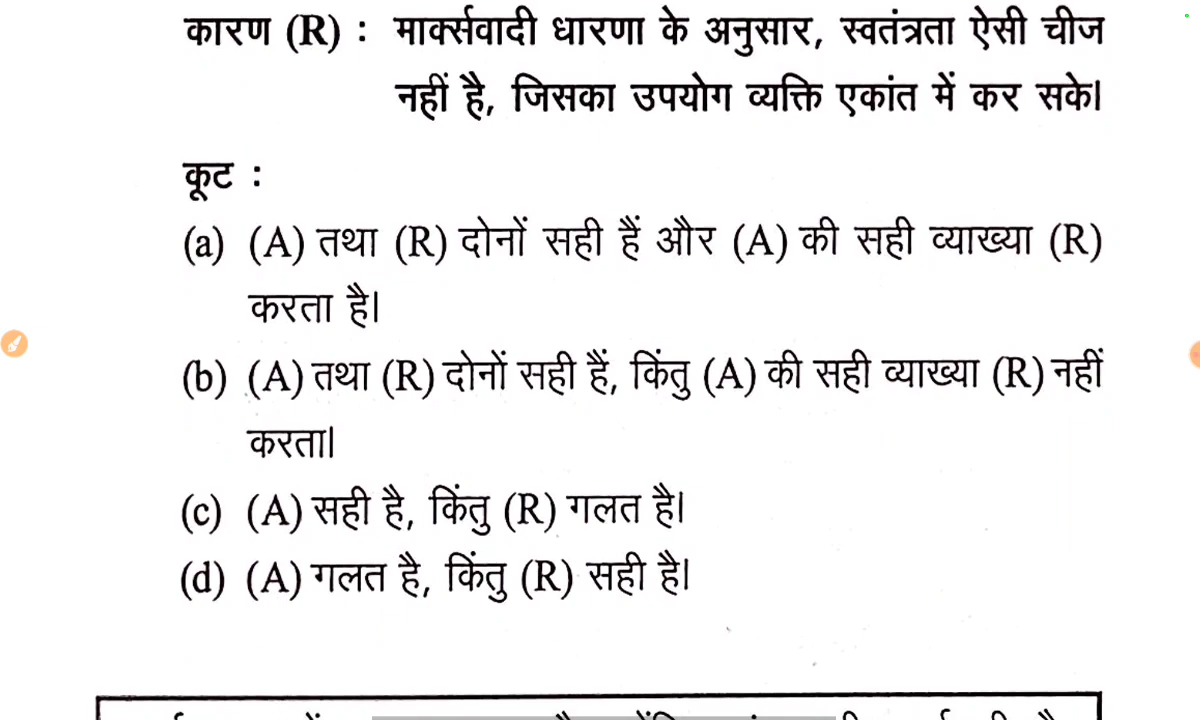 कारण (R) : मार्क्सवादी धारणा के अनुसार, स्वतंत्रता ऐसी चीज
नहीं है, जिसका उपयोग व्यक्ति एकांत में कर सके।
कूट :
(a) (A) तथा (R) दोनों सही हैं और (A) की सही व्याख्या (R)
करता है।
(b) (A) तथा (R) दोनों सही हैं, किंतु (A) की सही व्याख्या (R) नहीं
करता।
(c) (A) सही है, किंतु (R) गलत है।
(d) (A) गलत है, किंतु (R) सही है।